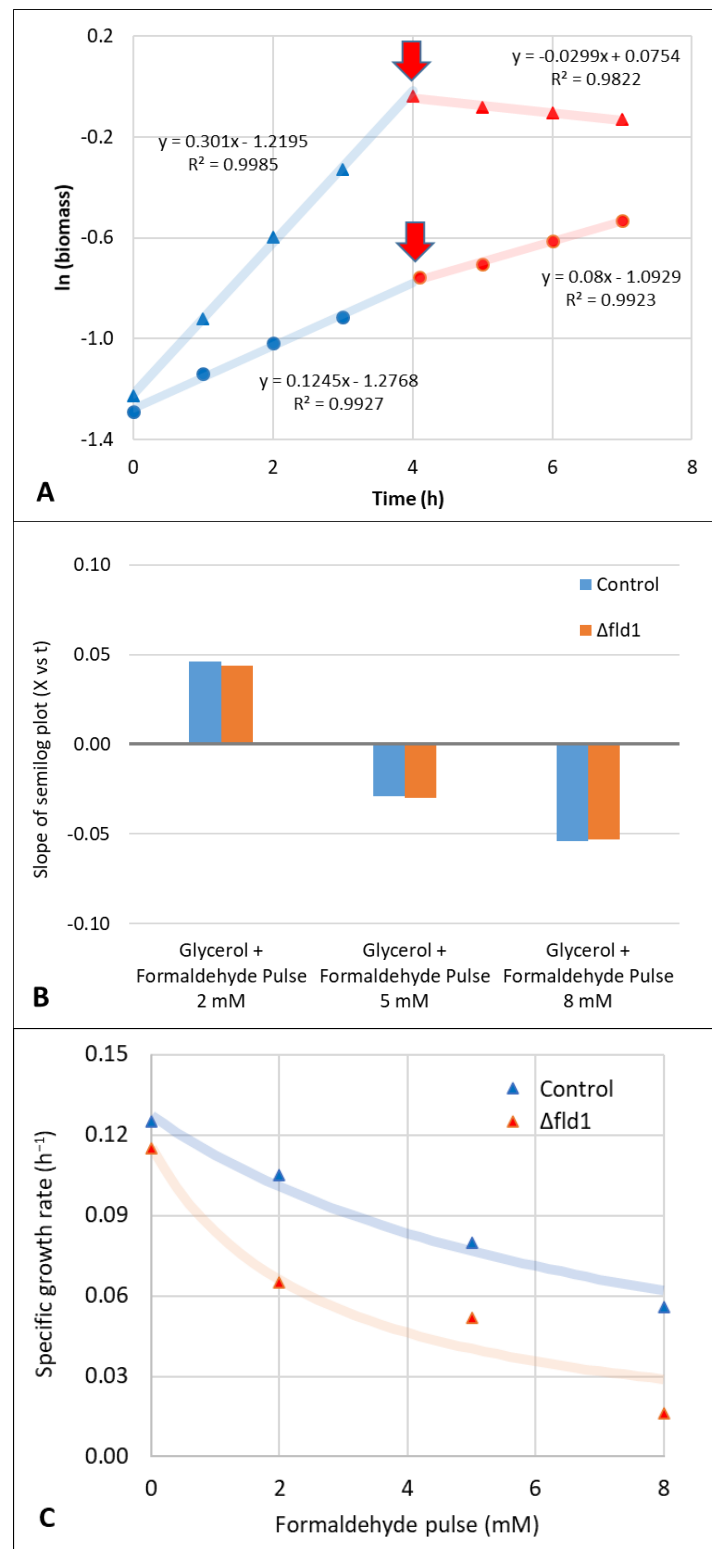 0.2
-0.2
-0.6
-1.0
-1.4
ln (biomass)
y = -0.0299x + 0.0754
R² = 0.9822
y = 0.301x - 1.2195
R² = 0.9985
y = 0.08x - 1.0929
R² = 0.9923
y = 0.1245x - 1.2768
R² = 0.9927
0 2 4 6 8
Time (h)
A
0.10
0.05
0.00
-0.05
-0.10
Slope of semilog plot (X vs t)
Control
Δfld1
Glycerol +
Formaldehyde Pulse
2 mM
Glycerol +
Formaldehyde Pulse
5 mM
Glycerol +
Formaldehyde Pulse
8 mM
B
0.15
0.12
0.09
0.06
0.03
0.00
Specific growth rate (h⁻¹)
Control
Δfld1
0 2 4 6 8
Formaldehyde pulse (mM)
C